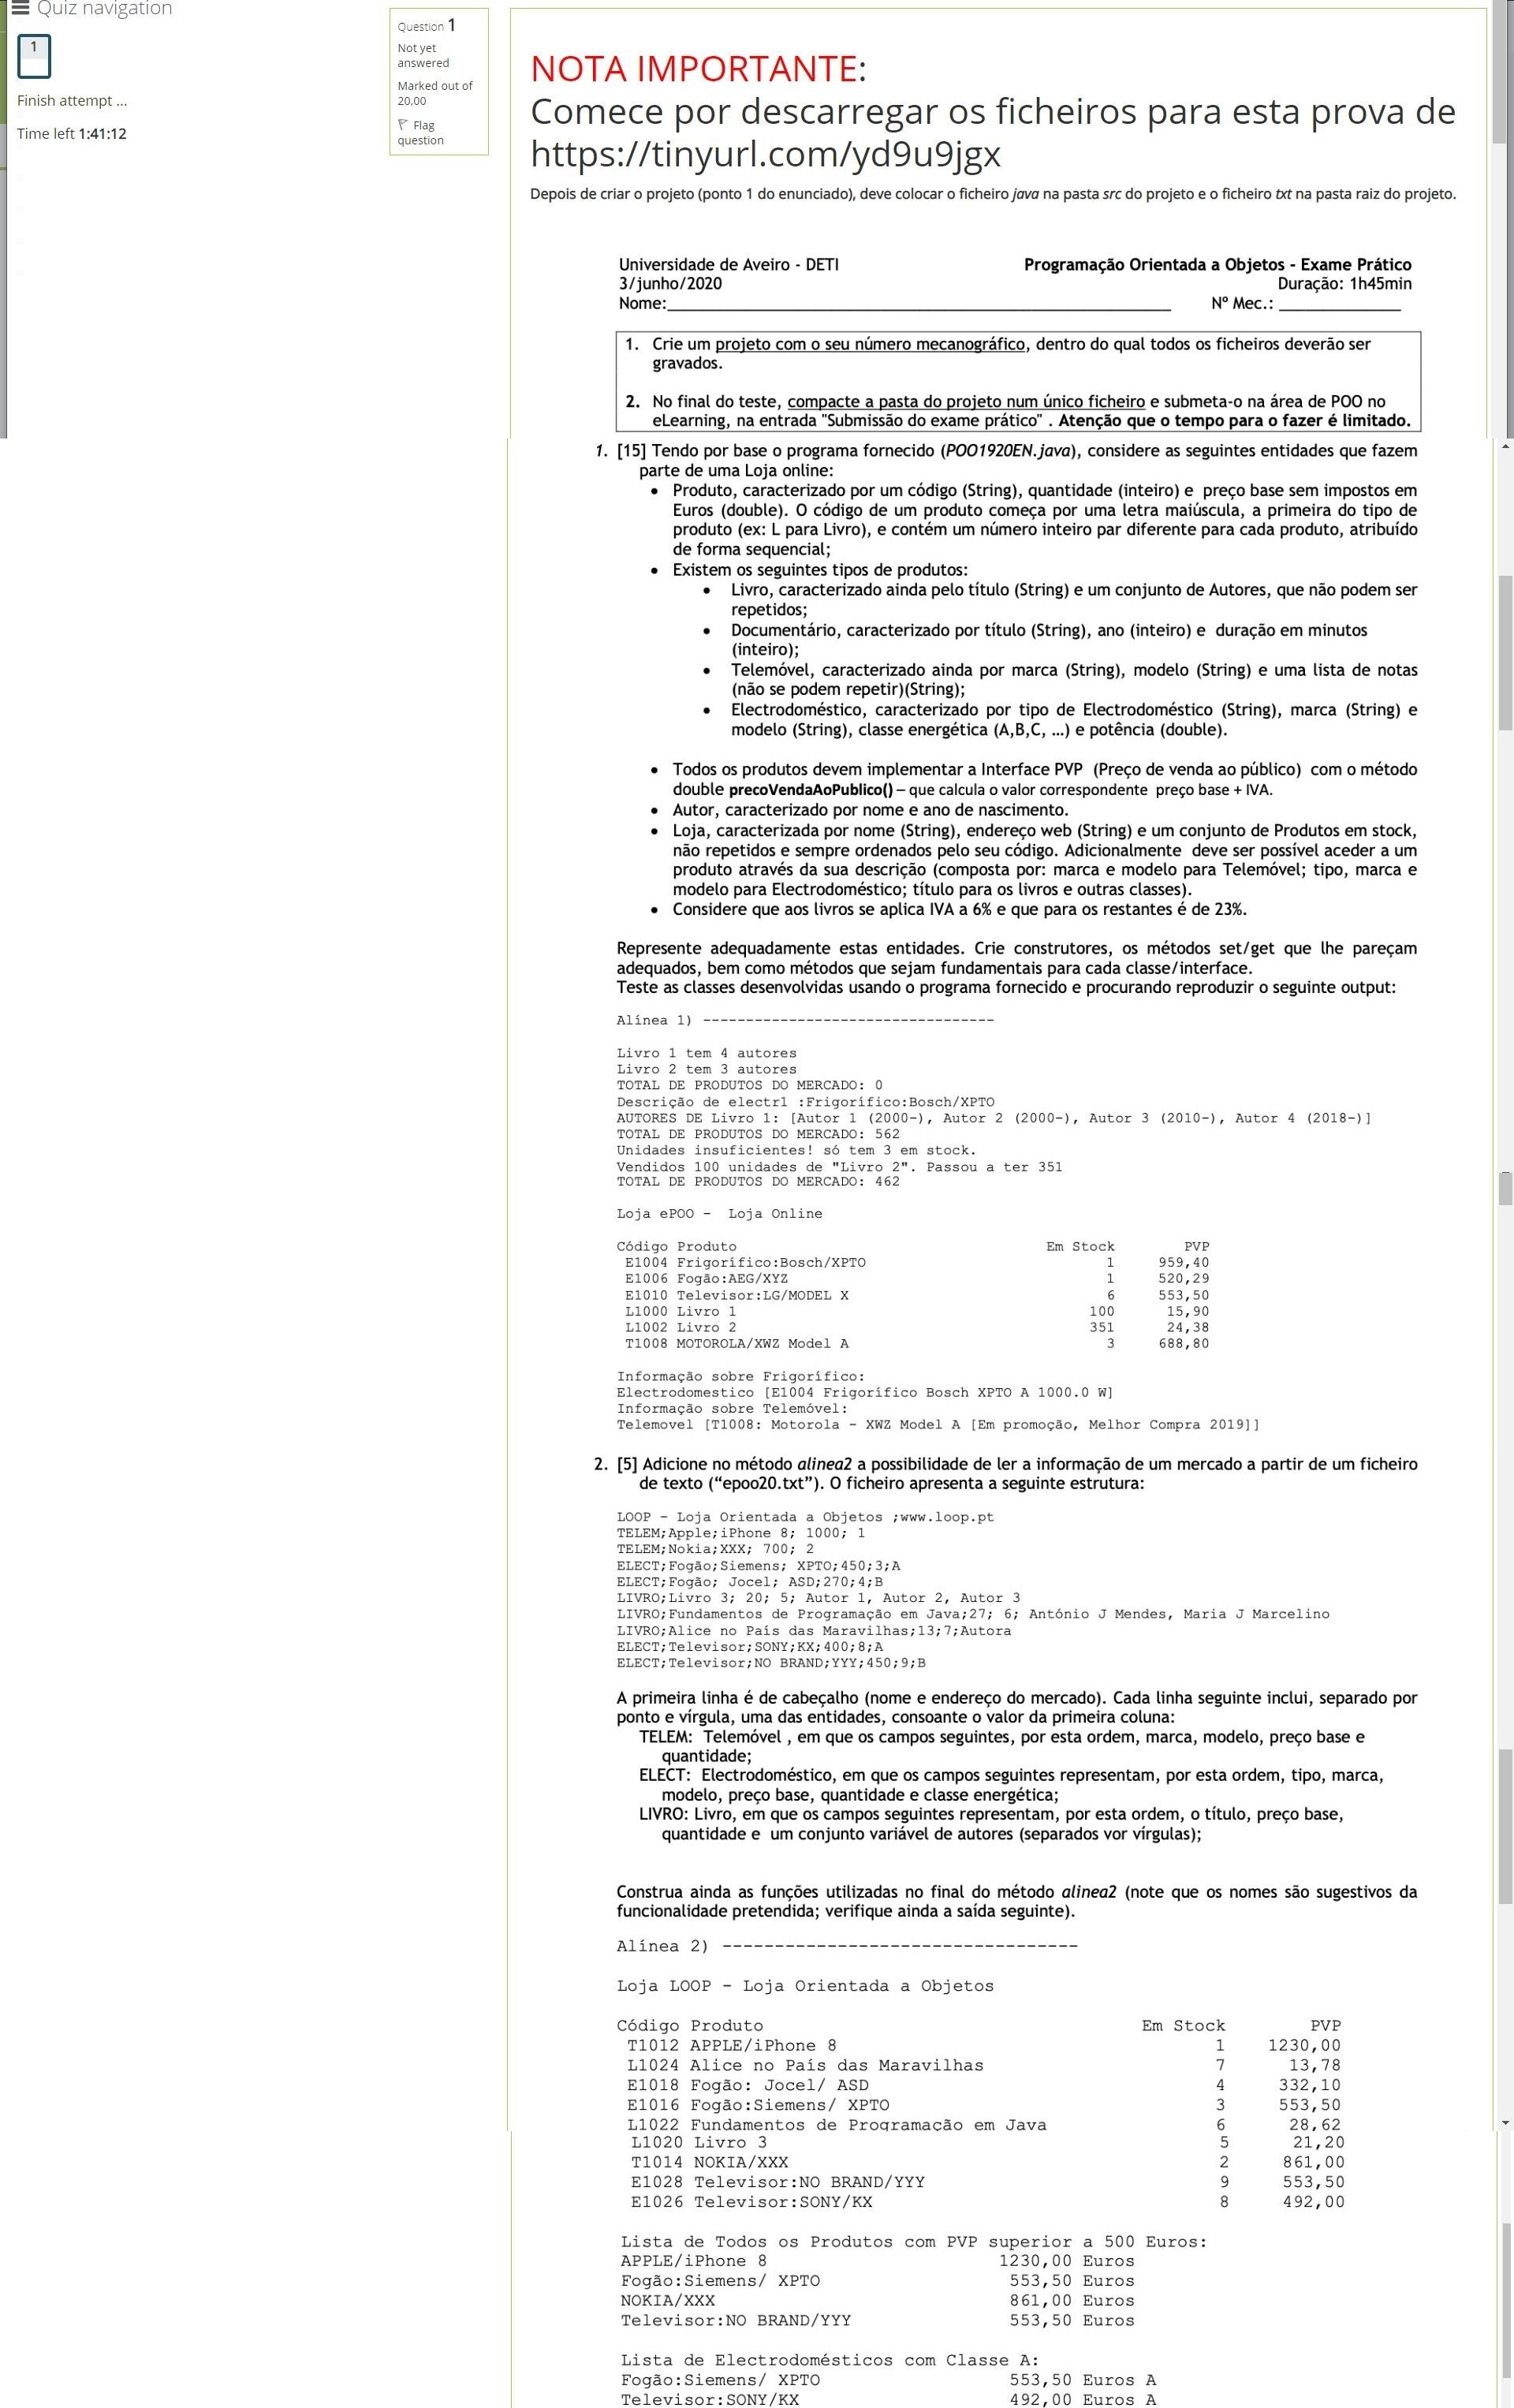 Quiz navigation
1
Finish attempt ...
Time left 1:41:12
Question 1
Not yet
answered
Marked out of
20,00
Flag
question
NOTA IMPORTANTE:
Comece por descarregar os ficheiros para esta prova de
https://tinyurl.com/yd9u9jgx
Depois de criar o projeto (ponto 1 do enunciado), deve colocar o ficheiro java na pasta src do projeto e o ficheiro txt na pasta raiz do projeto.
Universidade de Aveiro - DETI Programação Orientada a Objetos - Exame Prático
3/junho/2020 Duração: 1h45min
Nome:______ Nº Mec.: ______
1. Crie um projeto com o seu número mecanográfico, dentro do qual todos os ficheiros deverão ser
gravados.
2. No final do teste, compacte a pasta do projeto num único ficheiro e submeta-o na área de POO no
eLearning, na entrada "Submissão do exame prático" . Atenção que o tempo para o fazer é limitado.
1. [15] Tendo por base o programa fornecido (POO1920EN.java), considere as seguintes entidades que fazem
parte de uma Loja online:
• Produto, caracterizado por um código (String), quantidade (inteiro) e preço base sem impostos em
Euros (double). O código de um produto começa por uma letra maiúscula, a primeira do tipo de
produto (ex: L para Livro), e contém um número inteiro par diferente para cada produto, atribuído
de forma sequencial;
• Existem os seguintes tipos de produtos:
• Livro, caracterizado ainda pelo título (String) e um conjunto de Autores, que não podem ser
repetidos;
• Documentário, caracterizado por título (String), ano (inteiro) e duração em minutos
(inteiro);
• Telemóvel, caracterizado ainda por marca (String), modelo (String) e uma lista de notas
(não se podem repetir)(String);
• Electrodoméstico, caracterizado por tipo de Electrodoméstico (String), marca (String) e
modelo (String), classe energética (A,B,C, ...) e potência (double).
• Todos os produtos devem implementar a Interface PVP (Preço de venda ao público) com o método
double precoVendaAoPublico() – que calcula o valor correspondente preço base + IVA.
• Autor, caracterizado por nome e ano de nascimento.
• Loja, caracterizada por nome (String), endereço web (String) e um conjunto de Produtos em stock,
não repetidos e sempre ordenados pelo seu código. Adicionalmente deve ser possível aceder a um
produto através da sua descrição (composta por: marca e modelo para Telemóvel; tipo, marca e
modelo para Electrodoméstico; título para os livros e outras classes).
• Considere que aos livros se aplica IVA a 6% e que para os restantes é de 23%.
Represente adequadamente estas entidades. Crie construtores, os métodos set/get que lhe pareçam
adequados, bem como métodos que sejam fundamentais para cada classe/interface.
Teste as classes desenvolvidas usando o programa fornecido e procurando reproduzir o seguinte output:
Alínea 1) ----------------------------------
Livro 1 tem 4 autores
Livro 2 tem 3 autores
TOTAL DE PRODUTOS DO MERCADO: 0
Descrição de electr1 :Frigorífico:Bosch/XPTO
AUTORES DE Livro 1: [Autor 1 (2000-), Autor 2 (2000-), Autor 3 (2010-), Autor 4 (2018-)]
TOTAL DE PRODUTOS DO MERCADO: 562
Unidades insuficientes! só tem 3 em stock.
Vendidos 100 unidades de "Livro 2". Passou a ter 351
TOTAL DE PRODUTOS DO MERCADO: 462
Loja ePOO - Loja Online
Código Produto Em Stock PVP
E1004 Frigorífico:Bosch/XPTO 1 959,40
E1006 Fogão:AEG/XYZ 1 520,29
E1010 Televisor:LG/MODEL X 6 553,50
L1000 Livro 1 100 15,90
L1002 Livro 2 351 24,38
T1008 MOTOROLA/XWZ Model A 3 688,80
Informação sobre Frigorífico:
Electrodomestico [E1004 Frigorífico Bosch XPTO A 1000.0 W]
Informação sobre Telemóvel:
Telemovel [T1008: Motorola - XWZ Model A [Em promoção, Melhor Compra 2019]]
2. [5] Adicione no método alinea2 a possibilidade de ler a informação de um mercado a partir de um ficheiro
de texto (“epoo20.txt”). O ficheiro apresenta a seguinte estrutura:
LOOP - Loja Orientada a Objetos ;www.loop.pt
TELEM;Apple;iPhone 8; 1000; 1
TELEM;Nokia;XXX; 700; 2
ELECT;Fogão;Siemens; XPTO;450;3;A
ELECT;Fogão; Jocel; ASD;270;4;B
LIVRO;Livro 3; 20; 5; Autor 1, Autor 2, Autor 3
LIVRO;Fundamentos de Programação em Java;27; 6; António J Mendes, Maria J Marcelino
LIVRO;Alice no País das Maravilhas;13;7;Autora
ELECT;Televisor;SONY;KX;400;8;A
ELECT;Televisor;NO BRAND;YYY;450;9;B
A primeira linha é de cabeçalho (nome e endereço do mercado). Cada linha seguinte inclui, separado por
ponto e vírgula, uma das entidades, consoante o valor da primeira coluna:
TELEM: Telemóvel , em que os campos seguintes, por esta ordem, marca, modelo, preço base e
quantidade;
ELECT: Electrodoméstico, em que os campos seguintes representam, por esta ordem, tipo, marca,
modelo, preço base, quantidade e classe energética;
LIVRO: Livro, em que os campos seguintes representam, por esta ordem, o título, preço base,
quantidade e um conjunto variável de autores (separados vor vírgulas);
Construa ainda as funções utilizadas no final do método alinea2 (note que os nomes são sugestivos da
funcionalidade pretendida; verifique ainda a saída seguinte).
Alínea 2) ----------------------------------
Loja LOOP - Loja Orientada a Objetos
Código Produto Em Stock PVP
T1012 APPLE/iPhone 8 1 1230,00
L1024 Alice no País das Maravilhas 7 13,78
E1018 Fogão: Jocel/ ASD 4 332,10
E1016 Fogão:Siemens/ XPTO 3 553,50
L1022 Fundamentos de Programação em Java 6 28,62
L1020 Livro 3 5 21,20
T1014 NOKIA/XXX 2 861,00
E1028 Televisor:NO BRAND/YYY 9 553,50
E1026 Televisor:SONY/KX 8 492,00
Lista de Todos os Produtos com PVP superior a 500 Euros:
APPLE/iPhone 8 1230,00 Euros
Fogão:Siemens/ XPTO 553,50 Euros
NOKIA/XXX 861,00 Euros
Televisor:NO BRAND/YYY 553,50 Euros
Lista de Electrodomésticos com Classe A:
Fogão:Siemens/ XPTO 553,50 Euros A
Televisor:SONY/KX 492,00 Euros A